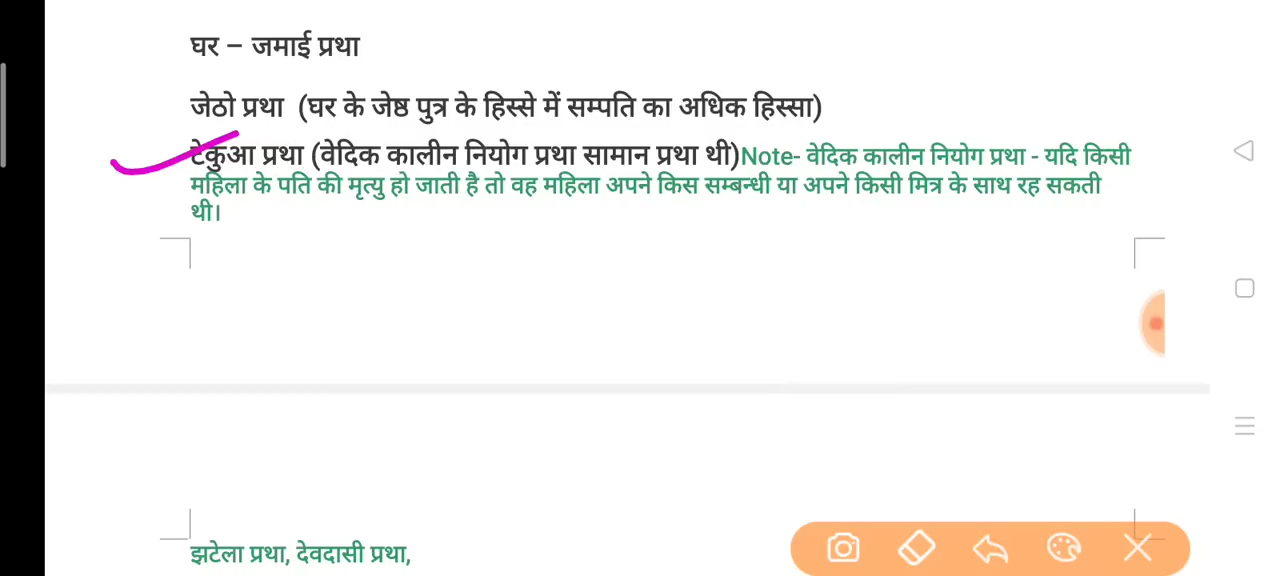 घर – जमाई प्रथा
जेठो प्रथा (घर के जेष्ठ पुत्र के हिस्से में सम्पति का अधिक हिस्सा)
टेकुआ प्रथा (वेदिक कालीन नियोग प्रथा सामान प्रथा थी)Note- वेदिक कालीन नियोग प्रथा - यदि किसी
महिला के पति की मृत्यु हो जाती है तो वह महिला अपने किस सम्बन्धी या अपने किसी मित्र के साथ रह सकती
थी।
झटेला प्रथा, देवदासी प्रथा,